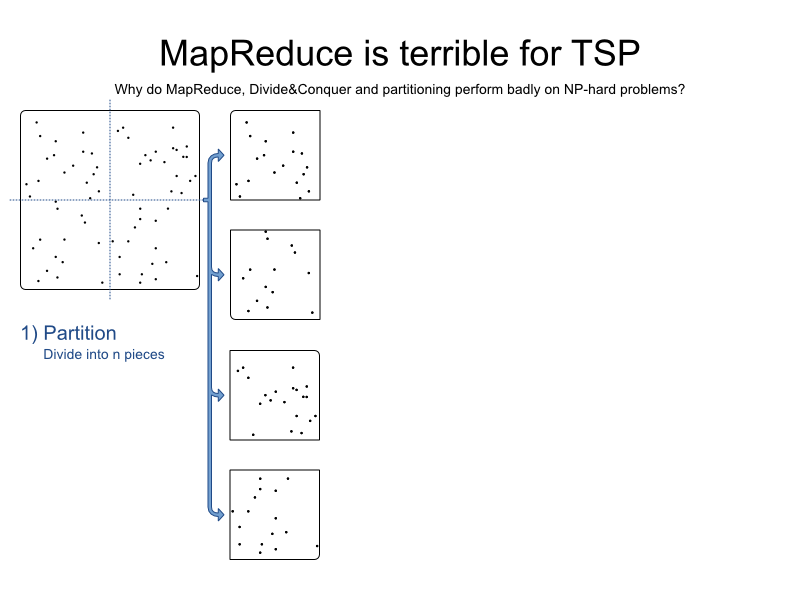 MapReduce is terrible for TSP
Why do MapReduce, Divide&Conquer and partitioning perform badly on NP-hard problems?
1) Partition
Divide into n pieces